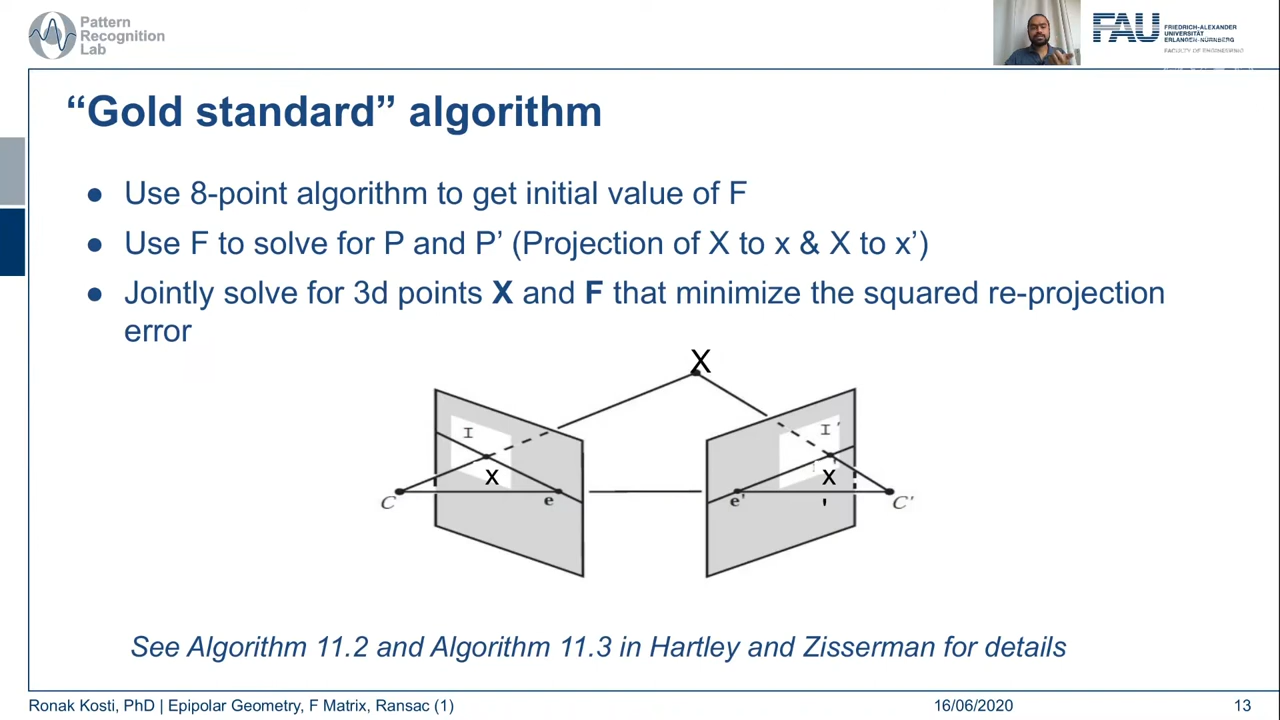 Pattern
Recognition
Lab
FAU
FRIEDRICH-ALEXANDER
UNIVERSITÄT
ERLANGEN-NÜRNBERG
FACULTY OF ENGINEERING
“Gold standard” algorithm
● Use 8-point algorithm to get initial value of F
● Use F to solve for P and P’ (Projection of X to x & X to x’)
● Jointly solve for 3d points X and F that minimize the squared re-projection
error
X
I
I'
x
x
'
C
e
e'
C'
See Algorithm 11.2 and Algorithm 11.3 in Hartley and Zisserman for details
Ronak Kosti, PhD | Epipolar Geometry, F Matrix, Ransac (1)
16/06/2020
13